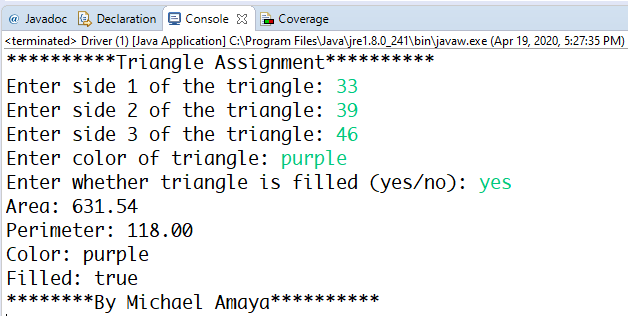 @ Javadoc Declaration Console Coverage
<terminated> Driver (1) [Java Application] C:\Program Files\Java\jre1.8.0_241\bin\javaw.exe (Apr 19, 2020, 5:27:35 PM)
**********Triangle Assignment**********
Enter side 1 of the triangle: 33
Enter side 2 of the triangle: 39
Enter side 3 of the triangle: 46
Enter color of triangle: purple
Enter whether triangle is filled (yes/no): yes
Area: 631.54
Perimeter: 118.00
Color: purple
Filled: true
********By Michael Amaya**********